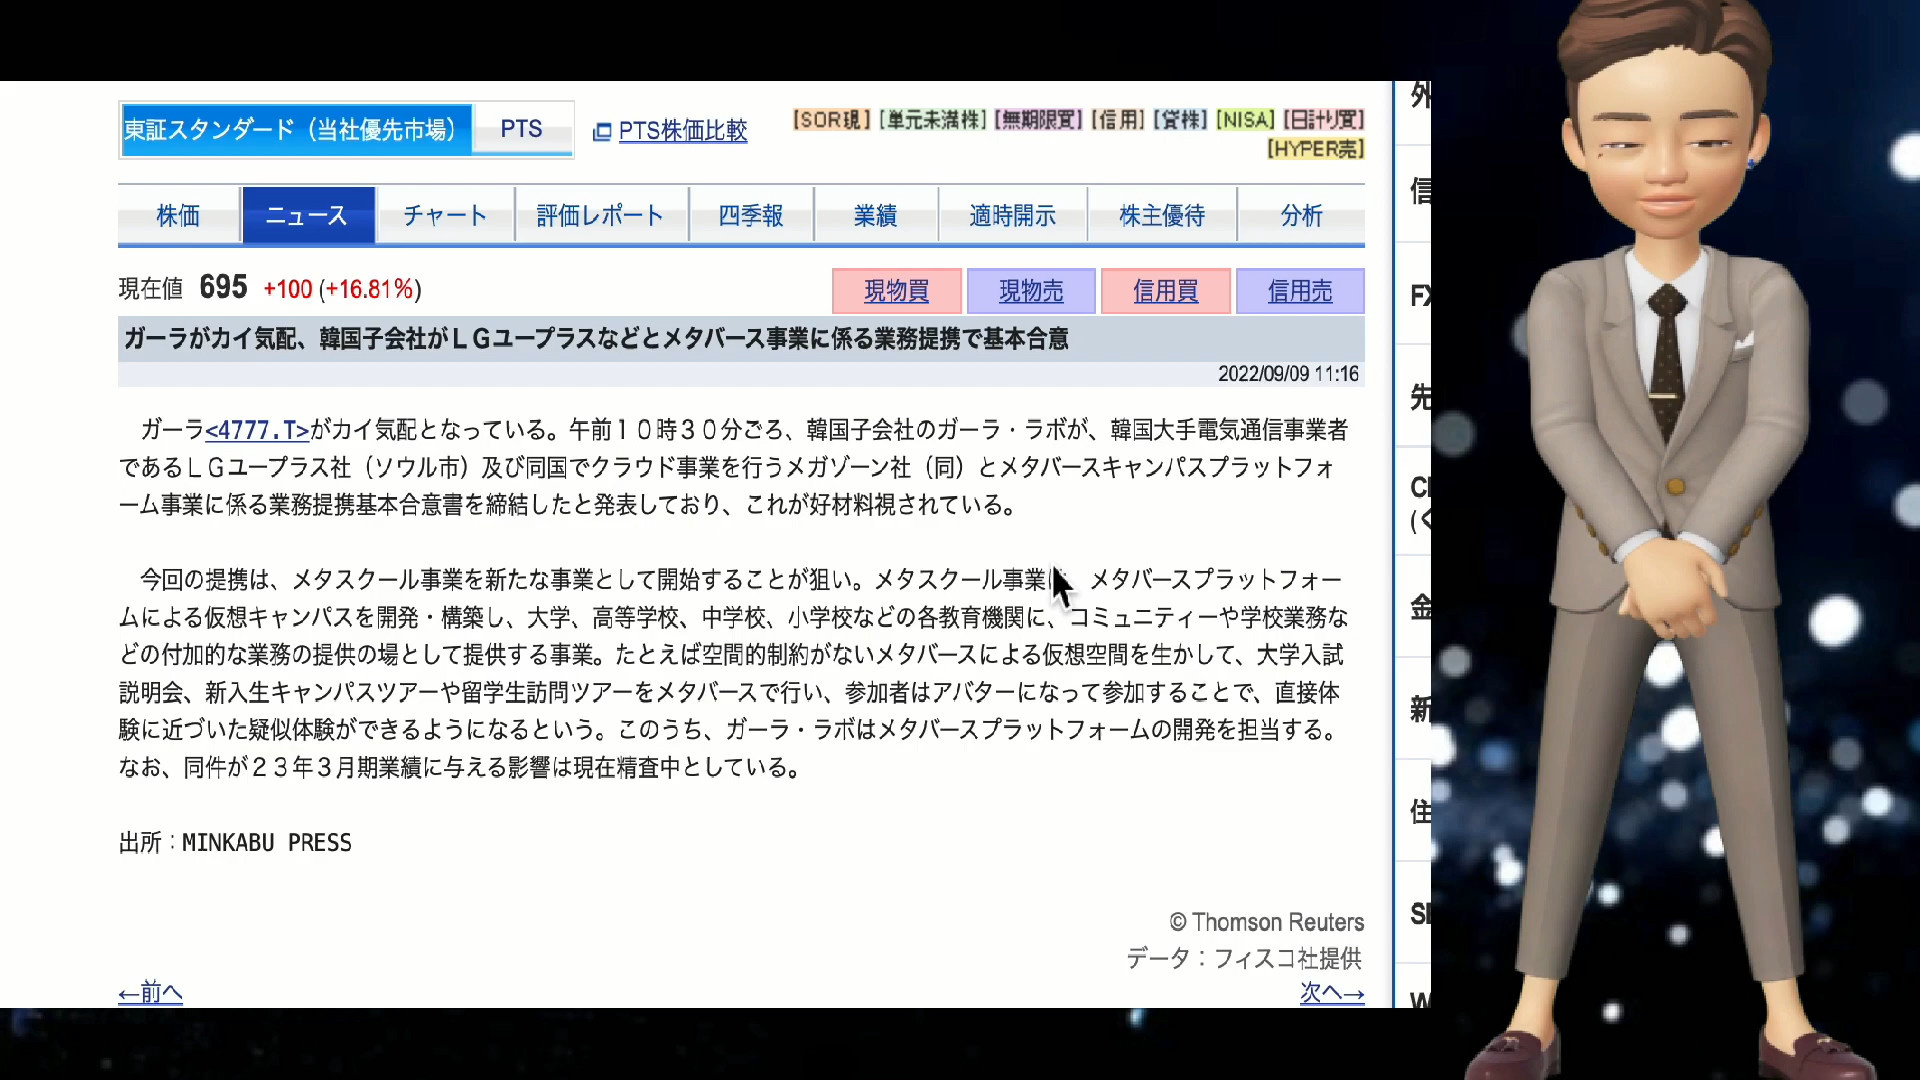 東証スタンダード（当社優先市場） PTS PTS株価比較 [SOR現] [単元未満株] [無期限宣] [信用] [貸株] [NISA] [日計り宣]
[HYPER売]
株価 ニュース チャート 評価レポート 四季報 業績 適時開示 株主優待 分析
現在値 695 +100 (+16.81%) 現物買 現物売 信用買 信用売
ガーラがカイ気配、韓国子会社がＬＧユープラスなどとメタバース事業に係る業務提携で基本合意
2022/09/09 11:16
ガーラ<4777.T>がカイ気配となっている。午前１０時３０分ごろ、韓国子会社のガーラ・ラボが、韓国大手電気通信事業者
であるＬＧユープラス社（ソウル市）及び同国でクラウド事業を行うメガゾーン社（同）とメタバースキャンパスプラットフォ
ーム事業に係る業務提携基本合意書を締結したと発表しており、これが好材料視されている。
今回の提携は、メタスクール事業を新たな事業として開始することが狙い。メタスクール事業は、メタバースプラットフォー
ムによる仮想キャンパスを開発・構築し、大学、高等学校、中学校、小学校などの各教育機関に、コミュニティーや学校業務な
どの付加的な業務の提供の場として提供する事業。たとえば空間的制約がないメタバースによる仮想空間を生かして、大学入試
説明会、新入生キャンパスツアーや留学生訪問ツアーをメタバースで行い、参加者はアバターになって参加することで、直接体
験に近づいた疑似体験ができるようになるという。このうち、ガーラ・ラボはメタバースプラットフォームの開発を担当する。
なお、同件が２３年３月期業績に与える影響は現在精査中としている。
出所：MINKABU PRESS
© Thomson Reuters
データ：フィスコ社提供
←前へ 次へ→
外
信
FX
先
(く
金
新
住